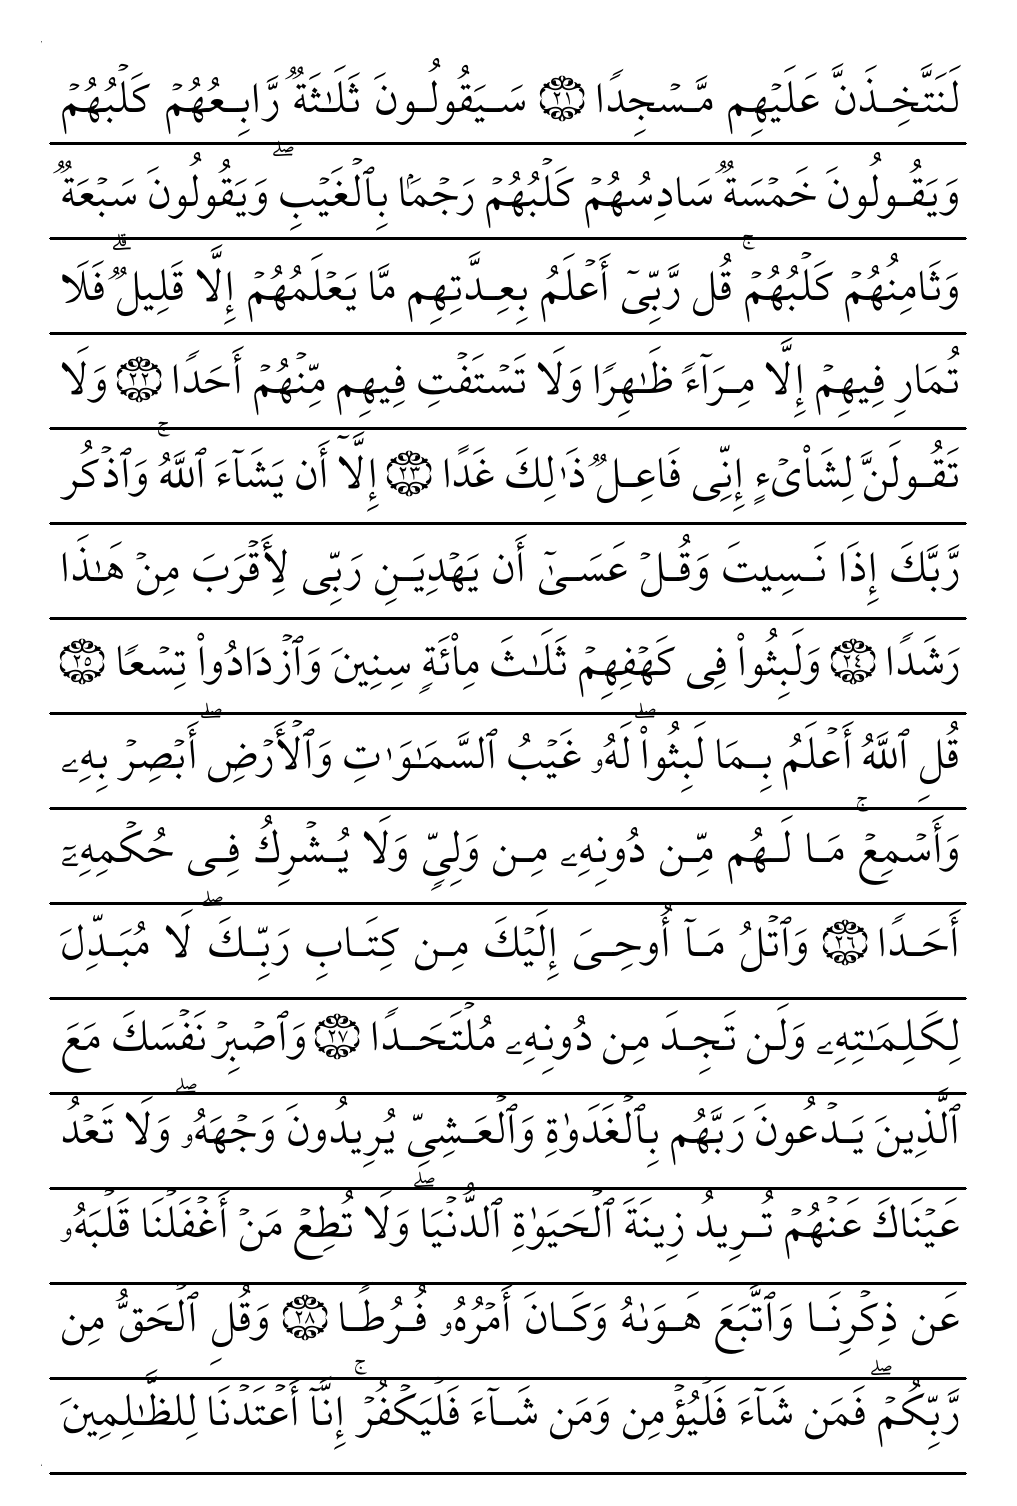 لَنَتَّخِذَنَّ عَلَيۡهِم مَّسۡجِدٗا ٢١ سَيَقُولُونَ ثَلَٰثَةٞ رَّابِعُهُمۡ كَلۡبُهُمۡ
وَيَقُولُونَ خَمۡسَةٞ سَادِسُهُمۡ كَلۡبُهُمۡ رَجۡمَۢا بِٱلۡغَيۡبِۖ وَيَقُولُونَ سَبۡعَةٞ
وَثَامِنُهُمۡ كَلۡبُهُمۡۚ قُل رَّبِّيٓ أَعۡلَمُ بِعِدَّتِهِم مَّا يَعۡلَمُهُمۡ إِلَّا قَلِيلٞۗ فَلَا
تُمَارِ فِيهِمۡ إِلَّا مِرَآءٗ ظَٰهِرٗا وَلَا تَسۡتَفۡتِ فِيهِم مِّنۡهُمۡ أَحَدٗا ٢٢ وَلَا
تَقُولَنَّ لِشَاْيۡءٍ إِنِّي فَاعِلٞ ذَٰلِكَ غَدًا ٢٣ إِلَّآ أَن يَشَآءَ ٱللَّهُۚ وَٱذۡكُر
رَّبَّكَ إِذَا نَسِيتَ وَقُلۡ عَسَىٰٓ أَن يَهۡدِيَنِ رَبِّي لِأَقۡرَبَ مِنۡ هَٰذَا
رَشَدٗا ٢٤ وَلَبِثُواْ فِي كَهۡفِهِمۡ ثَلَٰثَ مِاْئَةٖ سِنِينَ وَٱزۡدَادُواْ تِسۡعٗا ٢٥
قُلِ ٱللَّهُ أَعۡلَمُ بِمَا لَبِثُواْۖ لَهُۥ غَيۡبُ ٱلسَّمَٰوَٰتِ وَٱلۡأَرۡضِۖ أَبۡصِرۡ بِهِۦ
وَأَسۡمِعۡۚ مَا لَهُم مِّن دُونِهِۦ مِن وَلِيّٖ وَلَا يُشۡرِكُ فِي حُكۡمِهِۦٓ
أَحَدٗا ٢٦ وَٱتۡلُ مَآ أُوحِيَ إِلَيۡكَ مِن كِتَابِ رَبِّكَۖ لَا مُبَدِّلَ
لِكَلِمَٰتِهِۦ وَلَن تَجِدَ مِن دُونِهِۦ مُلۡتَحَدٗا ٢٧ وَٱصۡبِرۡ نَفۡسَكَ مَعَ
ٱلَّذِينَ يَدۡعُونَ رَبَّهُم بِٱلۡغَدَوٰةِ وَٱلۡعَشِيِّ يُرِيدُونَ وَجۡهَهُۥۖ وَلَا تَعۡدُ
عَيۡنَاكَ عَنۡهُمۡ تُرِيدُ زِينَةَ ٱلۡحَيَوٰةِ ٱلدُّنۡيَاۖ وَلَا تُطِعۡ مَنۡ أَغۡفَلۡنَا قَلۡبَهُۥ
عَن ذِكۡرِنَا وَٱتَّبَعَ هَوَىٰهُ وَكَانَ أَمۡرُهُۥ فُرُطٗا ٢٨ وَقُلِ ٱلۡحَقُّ مِن
رَّبِّكُمۡۖ فَمَن شَآءَ فَلۡيُؤۡمِن وَمَن شَآءَ فَلۡيَكۡفُرۡۚ إِنَّآ أَعۡتَدۡنَا لِلظَّٰلِمِينَ